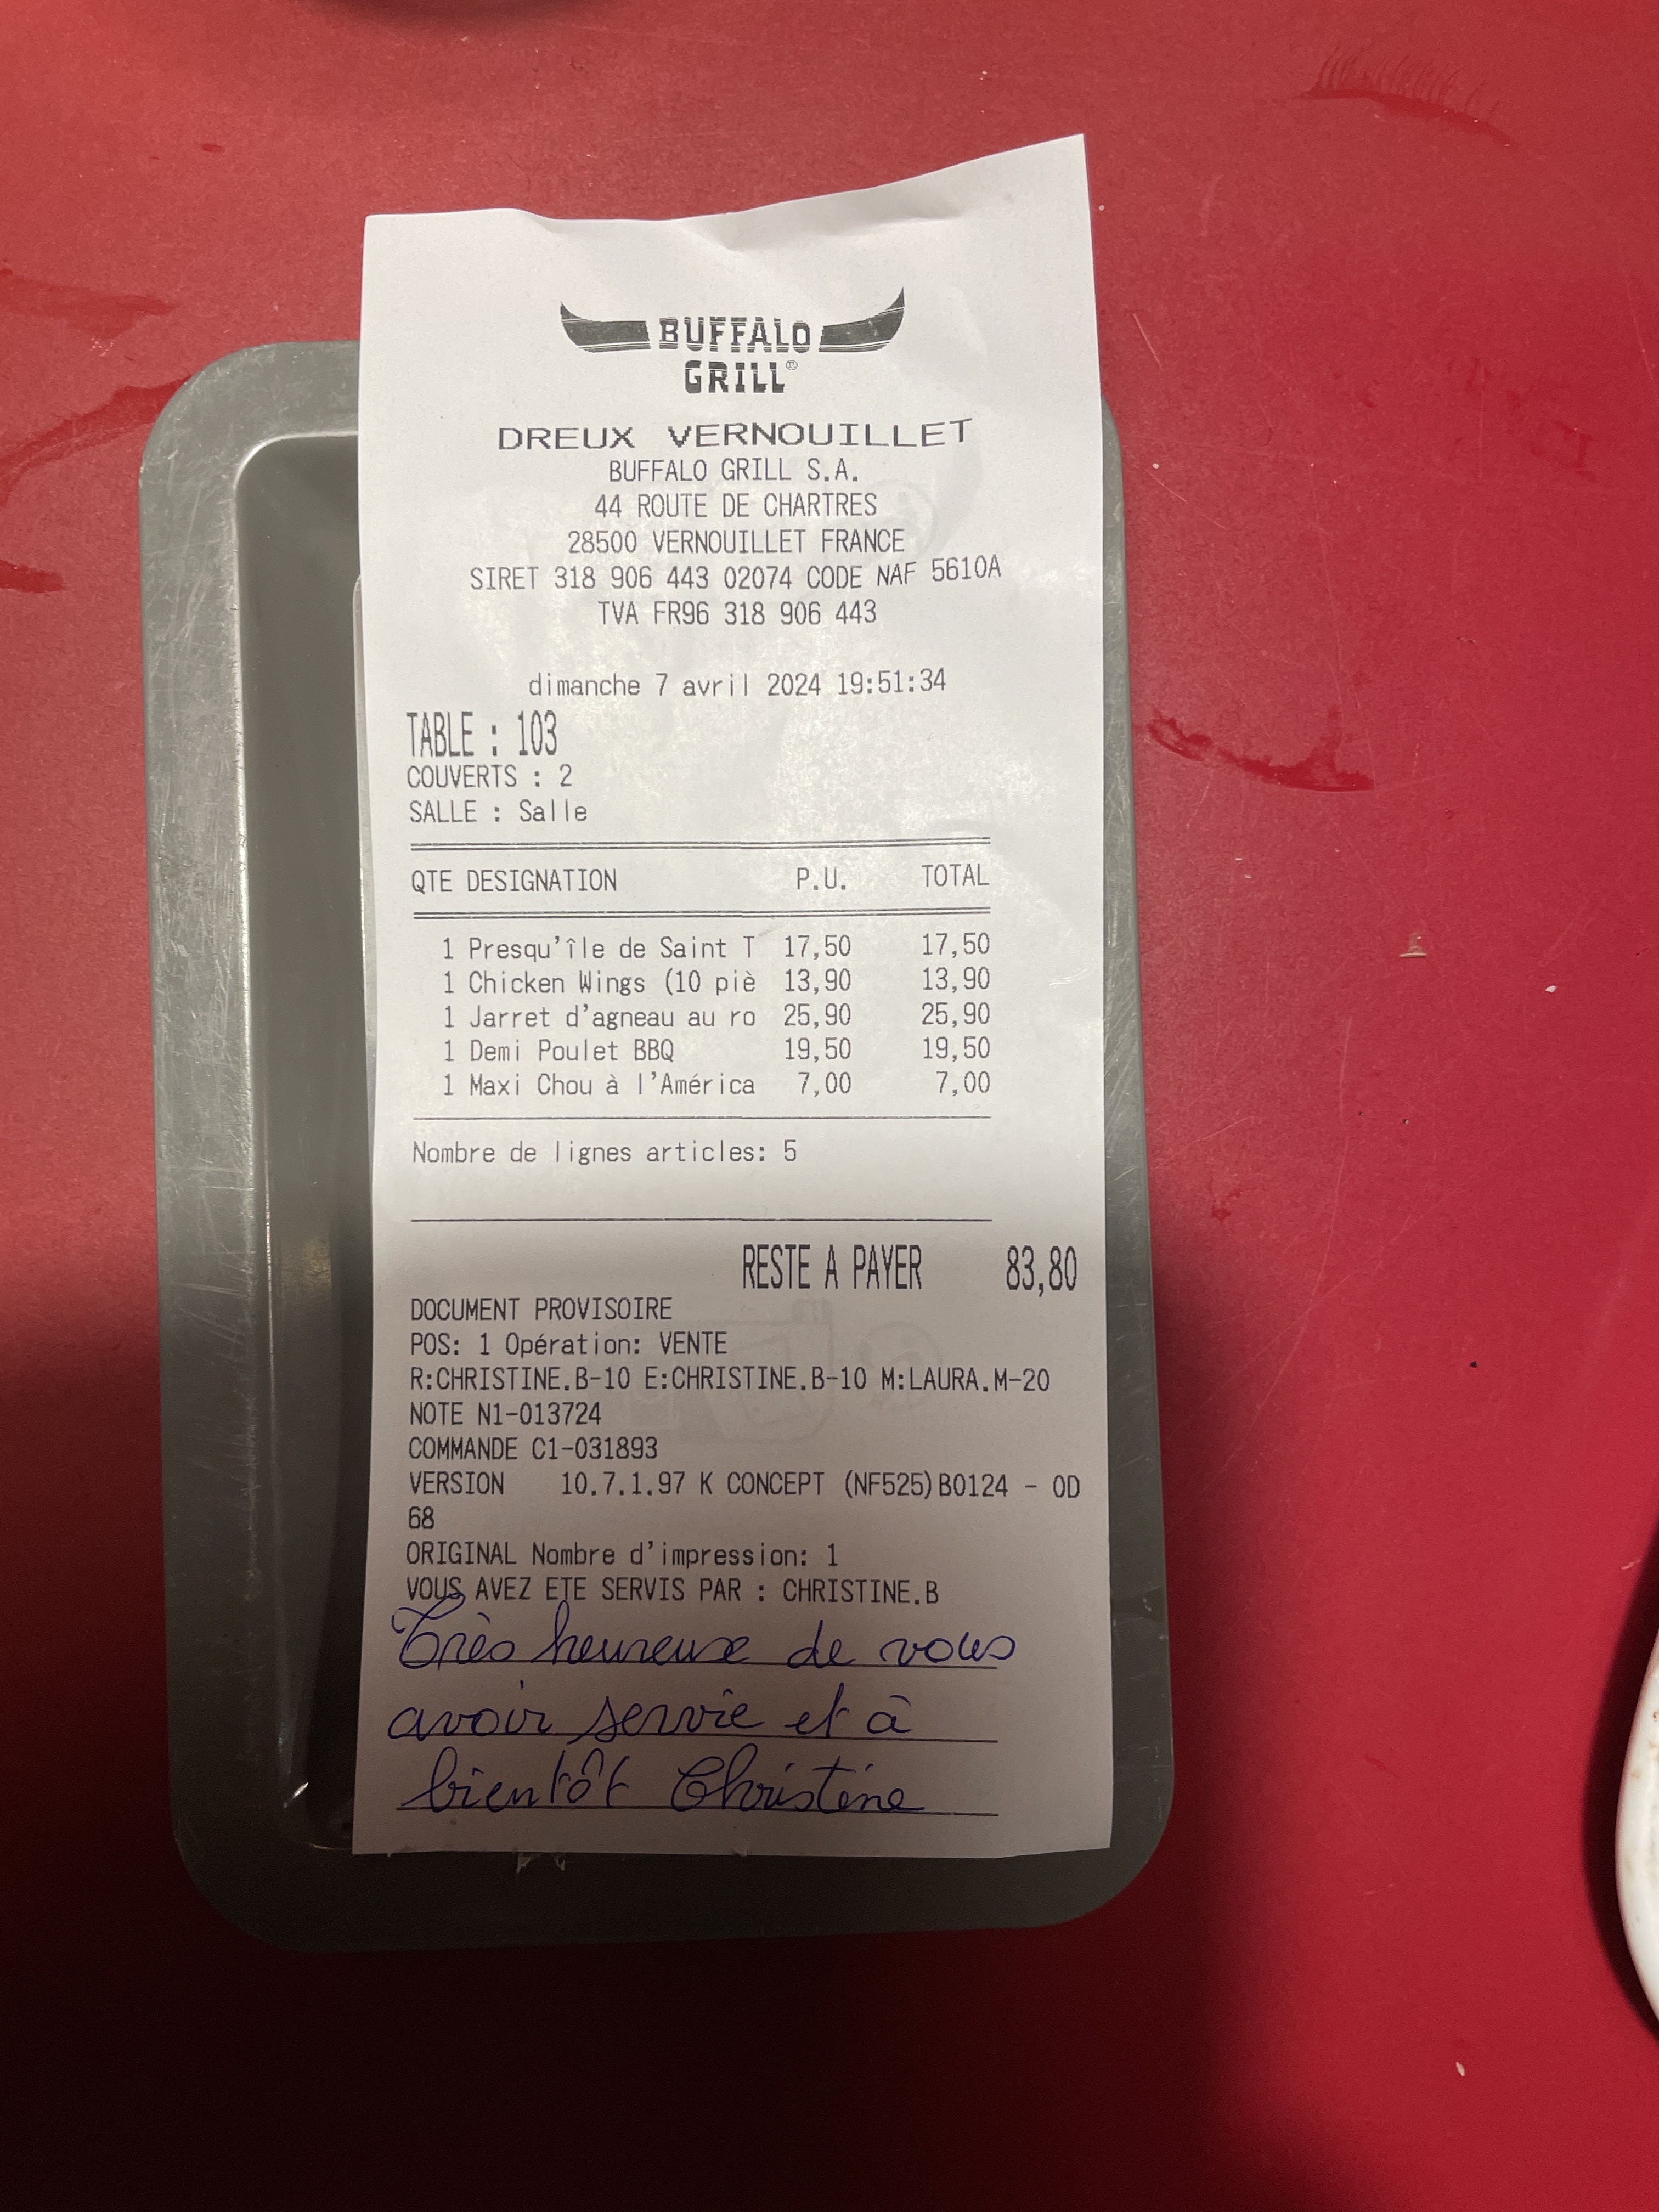 BUFFALO
GRILL®
DREUX VERNOUILLET
BUFFALO GRILL S.A.
44 ROUTE DE CHARTRES
28500 VERNOUILLET FRANCE
SIRET 318 906 443 02074 CODE NAF 5610A
TVA FR96 318 906 443
dimanche 7 avril 2024 19:51:34
TABLE : 103
COUVERTS : 2
SALLE : Salle
QTE DESIGNATION P.U. TOTAL
1 Presqu'île de Saint T 17,50 17,50
1 Chicken Wings (10 piè 13,90 13,90
1 Jarret d'agneau au ro 25,90 25,90
1 Demi Poulet BBQ 19,50 19,50
1 Maxi Chou à l'América 7,00 7,00
Nombre de lignes articles: 5
RESTE A PAYER 83,80
DOCUMENT PROVISOIRE
POS: 1 Opération: VENTE
R:CHRISTINE.B-10 E:CHRISTINE.B-10 M:LAURA.M-20
NOTE N1-013724
COMMANDE C1-031893
VERSION 10.7.1.97 K CONCEPT (NF525)B0124 - OD
68
ORIGINAL Nombre d'impression: 1
VOUS AVEZ ETE SERVIS PAR : CHRISTINE.B
Très heureuse de vous
avoir servie et à
bientôt Christine